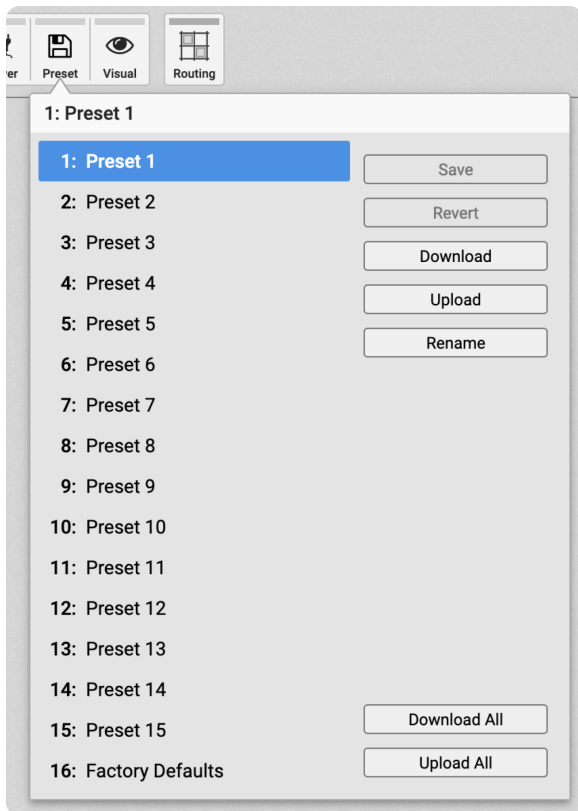 er Preset Visual Routing
1: Preset 1
1: Preset 1
2: Preset 2
3: Preset 3
4: Preset 4
5: Preset 5
6: Preset 6
7: Preset 7
8: Preset 8
9: Preset 9
10: Preset 10
11: Preset 11
12: Preset 12
13: Preset 13
14: Preset 14
15: Preset 15
16: Factory Defaults
Save
Revert
Download
Upload
Rename
Download All
Upload All